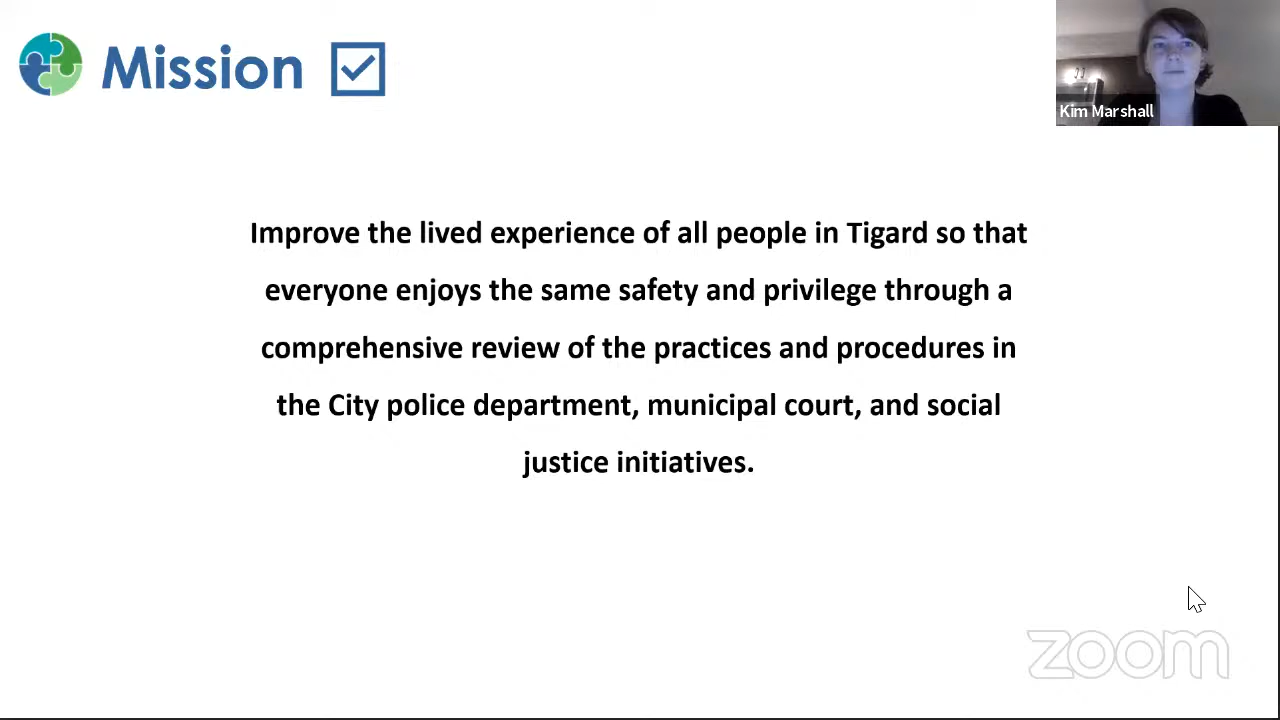 Mission
Kim Marshall
Improve the lived experience of all people in Tigard so that
everyone enjoys the same safety and privilege through a
comprehensive review of the practices and procedures in
the City police department, municipal court, and social
justice initiatives.
zoom